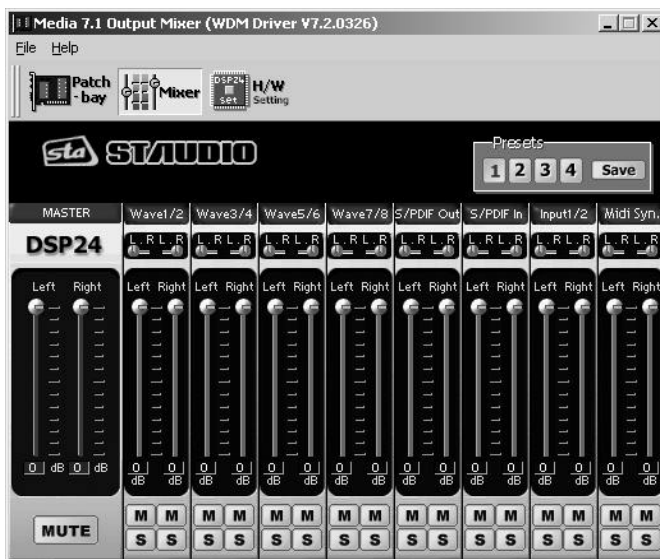 Media 7.1 Output Mixer (WDM Driver V7.2.0326)
File Help
Patch
- bay
Mixer
DSP24
set
H/W
Setting
sta STAUDIO
Presets
1 2 3 4 Save
MASTER Wave1/2 Wave3/4 Wave5/6 Wave7/8 S/PDIF Out S/PDIF In Input1/2 Midi Syn.
DSP24 L.R L.R L.R L.R L.R L.R L.R L.R L.R L.R L.R L.R L.R L.R L.R L.R
Left Right Left Right Left Right Left Right Left Right Left Right Left Right Left Right Left Right
0 dB 0 dB 0 0 0 0 0 0 0 0 0 0 0 0 0 0 0 0
dB dB dB dB dB dB dB dB dB dB dB dB dB dB dB dB
MUTE
M M M M M M M M M M M M M M M M
S S S S S S S S S S S S S S S S